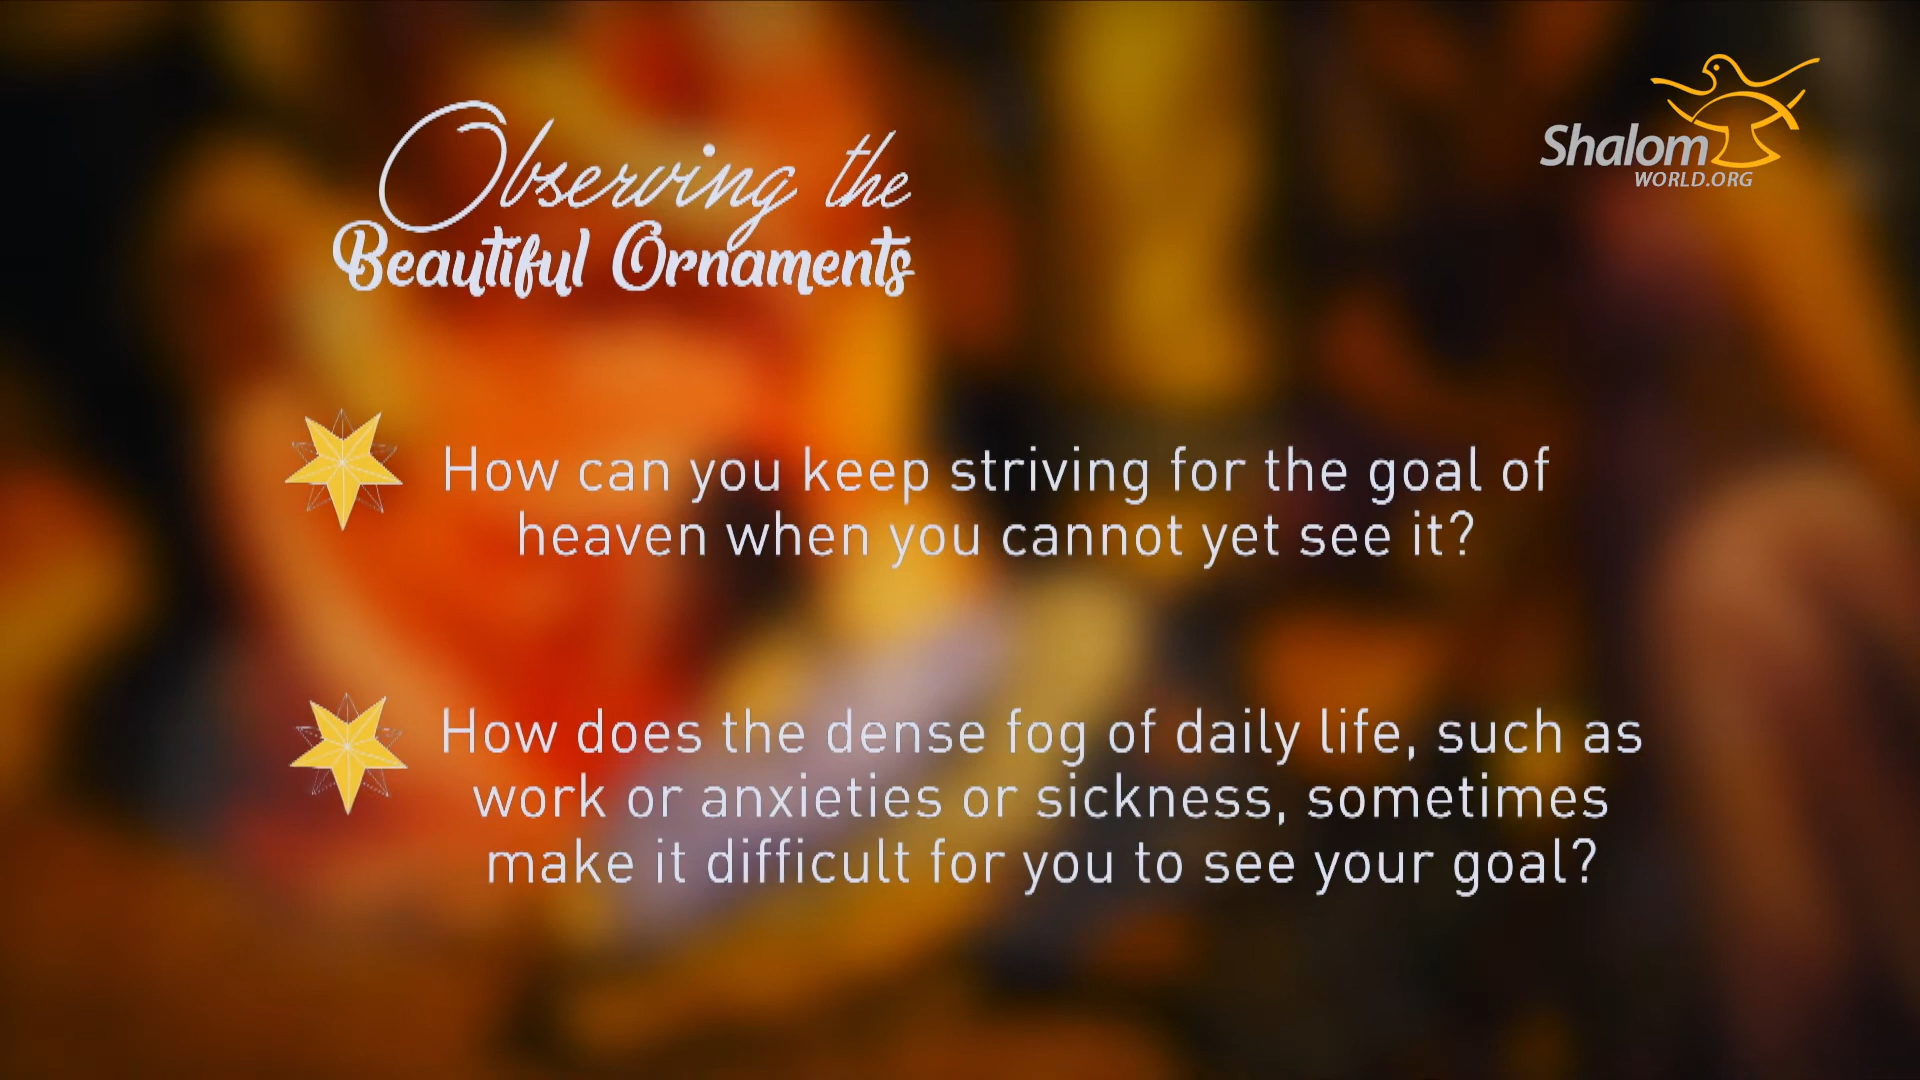 Observing the
Beautiful Ornaments
Shalom
WORLD.ORG
How can you keep striving for the goal of
heaven when you cannot yet see it?
How does the dense fog of daily life, such as
work or anxieties or sickness, sometimes
make it difficult for you to see your goal?